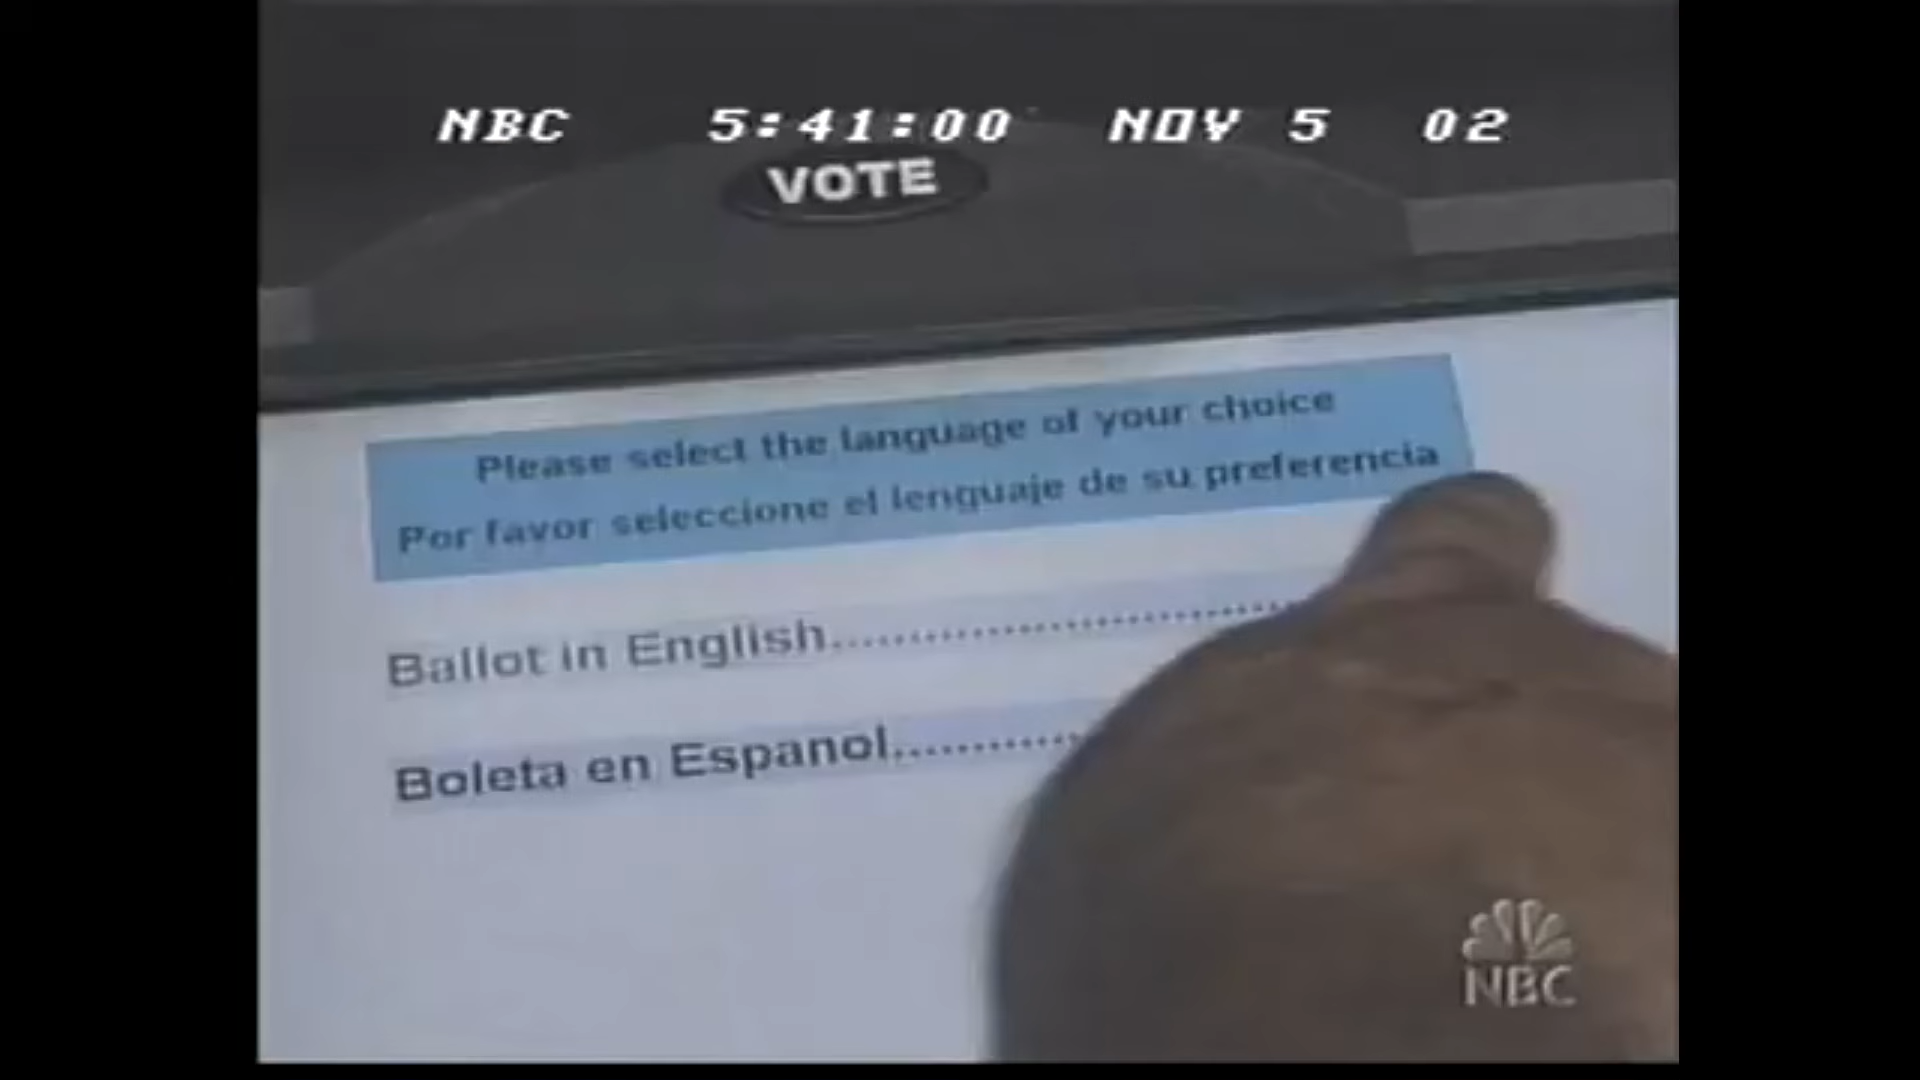 NBC 5:41:00 NOV 5 02
VOTE
Please select the language of your choice
Por favor seleccione el lenguaje de su preferencia
Ballot in English....................
Boleta en Espanol............
NBC